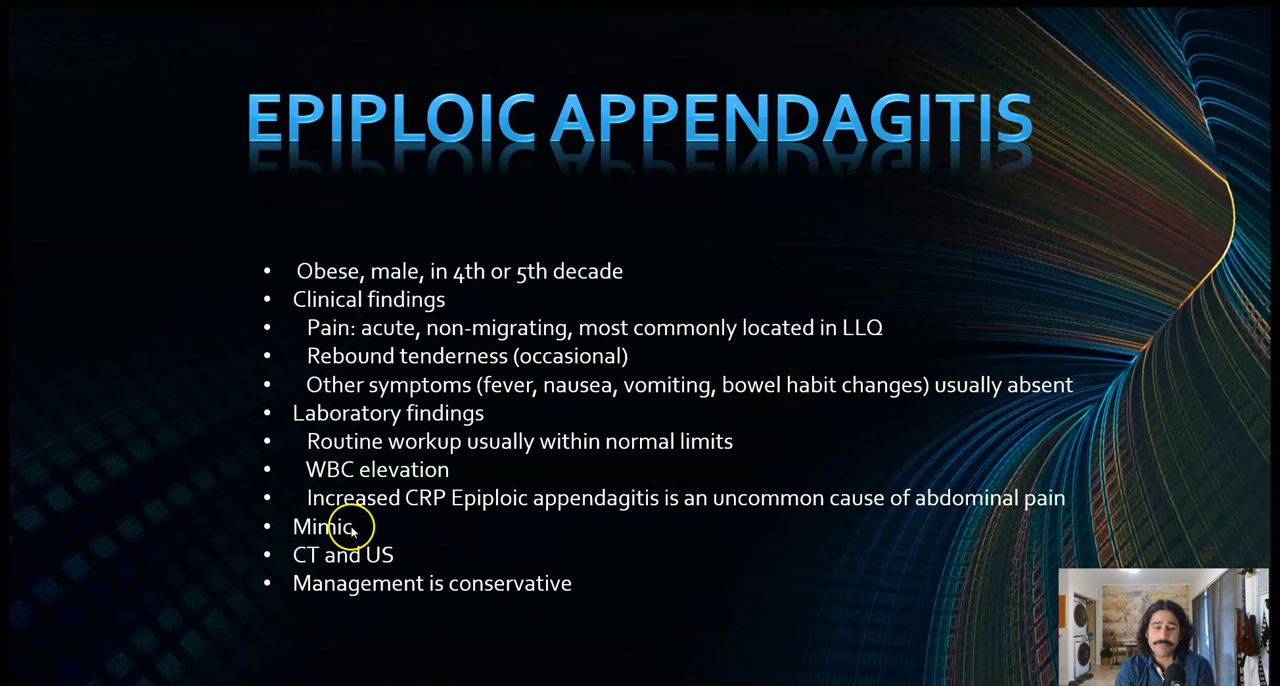 EPIPLOIC APPENDAGITIS
• Obese, male, in 4th or 5th decade
• Clinical findings
• Pain: acute, non-migrating, most commonly located in LLQ
• Rebound tenderness (occasional)
• Other symptoms (fever, nausea, vomiting, bowel habit changes) usually absent
• Laboratory findings
• Routine workup usually within normal limits
• WBC elevation
• Increased CRP Epiploic appendagitis is an uncommon cause of abdominal pain
• Mimic
• CT and US
• Management is conservative